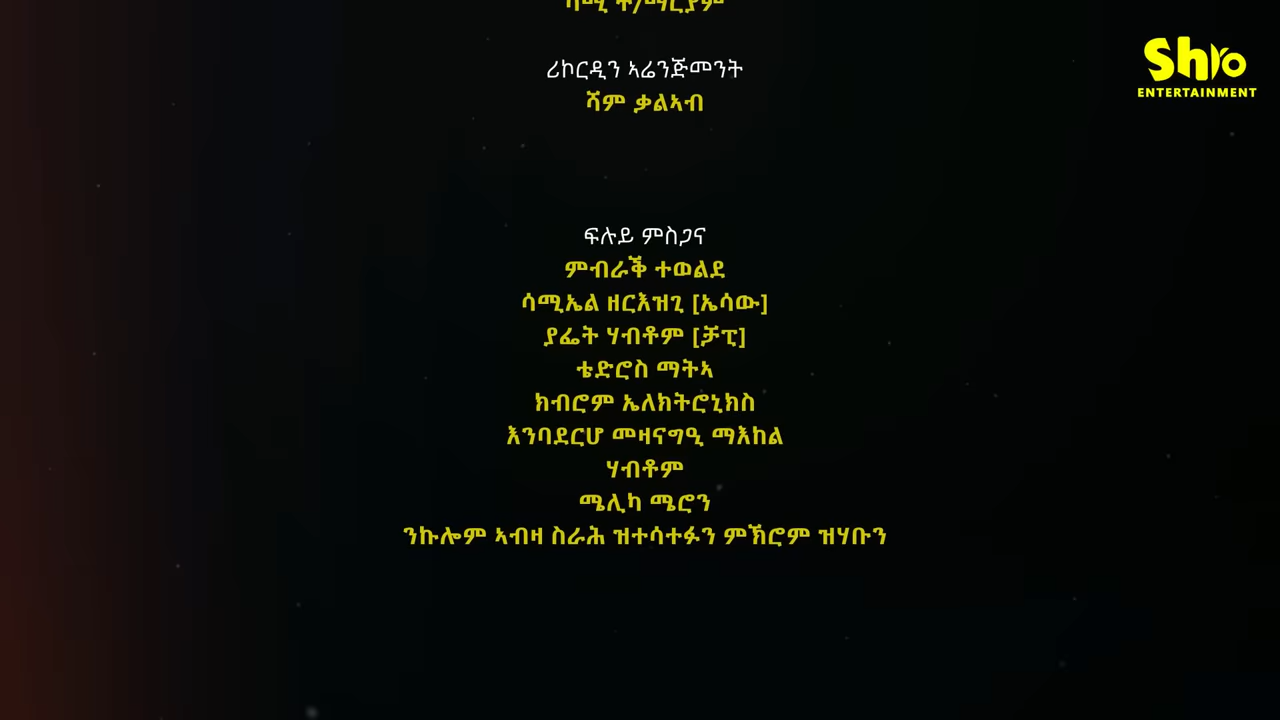 Shro
ENTERTAINMENT
ሪኮርዲን ኣሬንጅመንት
ሻም ቃልኣብ
ፍሉይ ምስጋና
ምብራቕ ተወልደ
ሳሚኤል ዘርእዝጊ [ኤሳው]
ያፌት ሃብቶም [ቻፒ]
ቴድሮስ ማትኣ
ክብሮም ኤለክትሮኒክስ
እንባደርሆ መዛናግዒ ማእከል
ሃብቶም
ሜሊካ ሜሮን
ንኩሎም ኣብዛ ስራሕ ዝተሳተፉን ምኽሮም ዝሃቡን